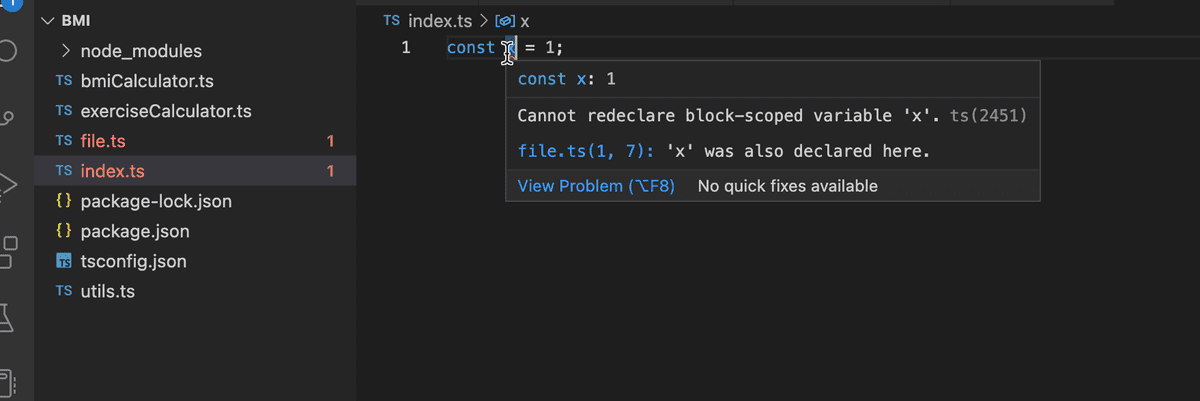 1
BMI
node_modules
TS bmiCalculator.ts
TS exerciseCalculator.ts
TS file.ts 1
TS index.ts 1
{} package-lock.json
{} package.json
TS tsconfig.json
TS utils.ts
TS index.ts > x
1 const x = 1;
const x: 1
Cannot redeclare block-scoped variable 'x'. ts(2451)
file.ts(1, 7): 'x' was also declared here.
View Problem (⌥F8) No quick fixes available